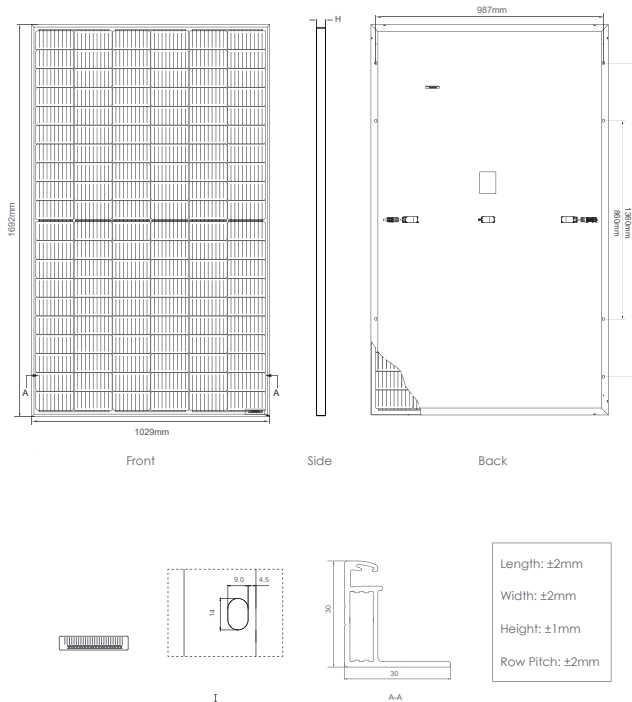 987mm
H
1692mm
1360mm
860mm
A
A
1029mm
Front
Side
Back
9.0
4.5
14
30
30
I
A-A
Length: ±2mm
Width: ±2mm
Height: ±1mm
Row Pitch: ±2mm